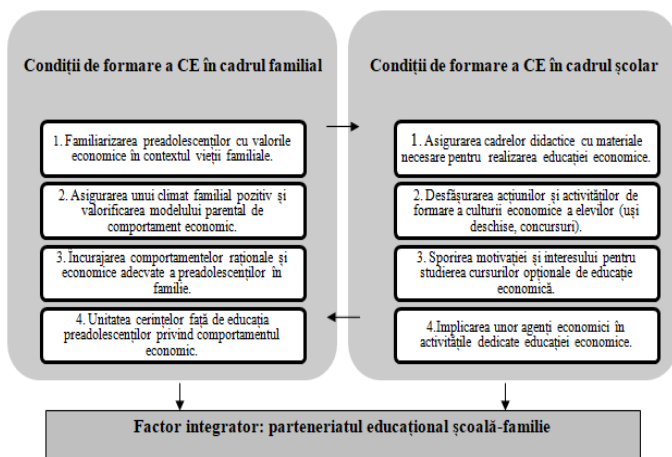 Condiții de formare a CE în cadrul familial
1. Familiarizarea preadolescenților cu valorile
economice în contextul vieții familiale.
2. Asigurarea unui climat familial pozitiv și
valorificarea modelului parental de
comportament economic.
3. Încurajarea comportamentelor raționale și
economice adecvate a preadolescenților în
familie.
4. Unitatea cerințelor față de educația
preadolescenților privind comportamentul
economic.
Condiții de formare a CE în cadrul școlar
1. Asigurarea cadrelor didactice cu materiale
necesare pentru realizarea educației economice.
2. Desfășurarea acțiunilor și activităților de
formare a culturii economice a elevilor (uși
deschise, concursuri).
3. Sporirea motivației și interesului pentru
studierea cursurilor opționale de educație
economică.
4.Implicarea unor agenți economici în
activitățile dedicate educației economice.
Factor integrator: parteneriatul educațional școală-familie